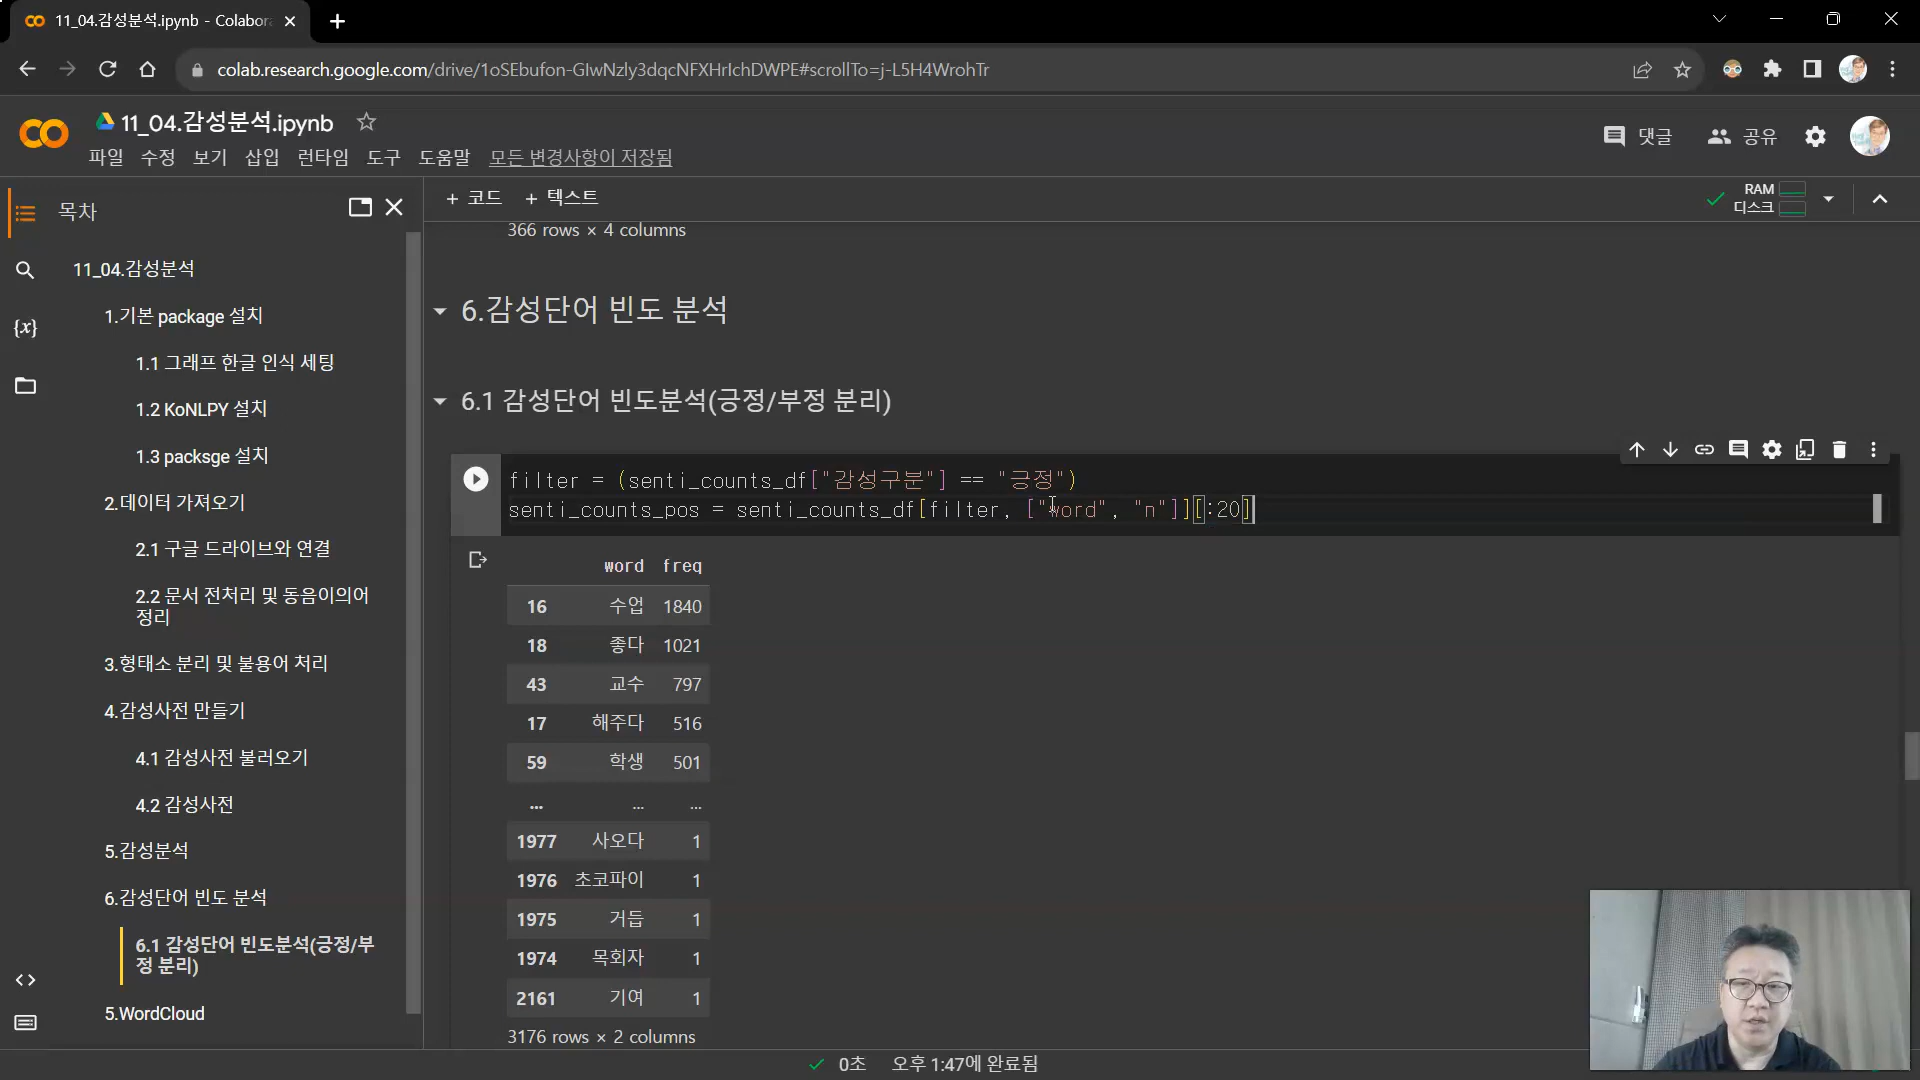 11_04.감성분석.ipynb - Colabor
colab.research.google.com/drive/1oSEbufon-GIwNzly3dqcNFXHrIchDWPE#scrollTo=j-L5H4WrohTr
11_04.감성분석.ipynb
파일 수정 보기 삽입 런타임 도구 도움말 모든 변경사항이 저장됨
댓글 공유
목차
+ 코드 + 텍스트
RAM
디스크
11_04.감성분석
1.기본 package 설치
1.1 그래프 한글 인식 세팅
1.2 KoNLPY 설치
1.3 packsge 설치
2.데이터 가져오기
2.1 구글 드라이브와 연결
2.2 문서 전처리 및 동음이의어
정리
3.형태소 분리 및 불용어 처리
4.감성사전 만들기
4.1 감성사전 불러오기
4.2 감성사전
5.감성분석
6.감성단어 빈도 분석
6.1 감성단어 빈도분석(긍정/부
정 분리)
5.WordCloud
{x}
366 rows × 4 columns
6.감성단어 빈도 분석
6.1 감성단어 빈도분석(긍정/부정 분리)
filter = (senti_counts_df["감성구분"] == "긍정")
senti_counts_pos = senti_counts_df[filter, ["word", "n"]][:20]
word freq
16 수업 1840
18 좋다 1021
43 교수 797
17 해주다 516
59 학생 501
... ... ...
1977 사오다 1
1976 초코파이 1
1975 거듭 1
1974 목회자 1
2161 기여 1
3176 rows × 2 columns
0초 오후 1:47에 완료됨